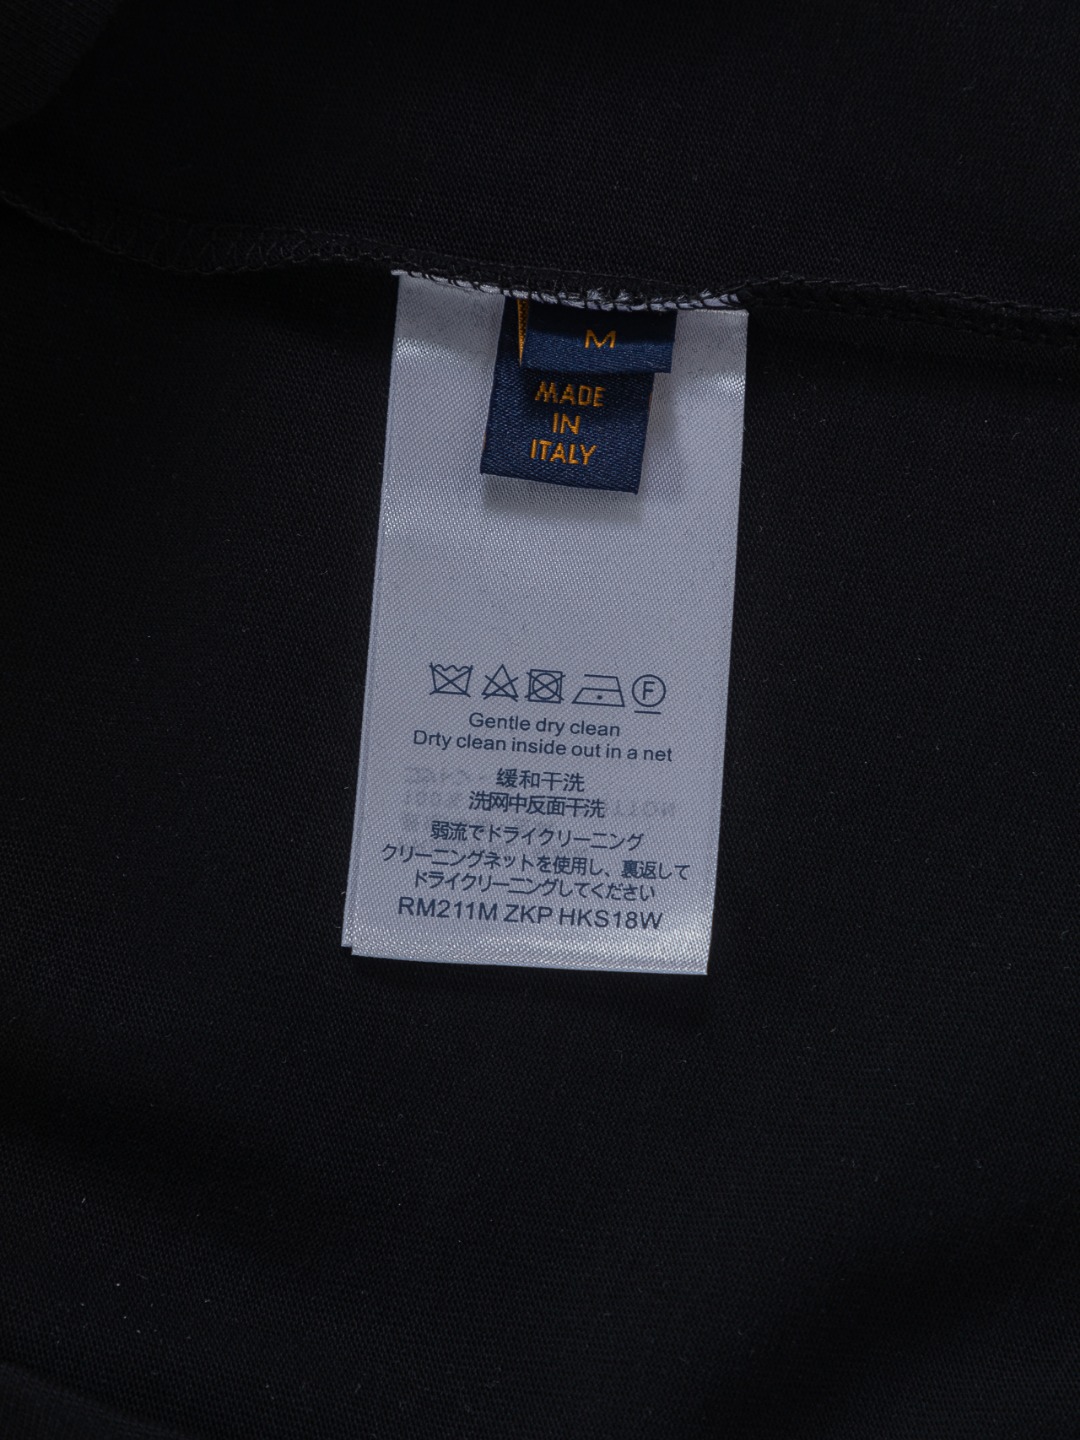 M
MADE
IN
ITALY
F
Gentle dry clean
Drty clean inside out in a net
缓和干洗
洗网中反面干洗
弱流でドライクリーニング
クリーニングネットを使用し、裏返して
ドライクリーニングしてください
RM211M ZKP HKS18W